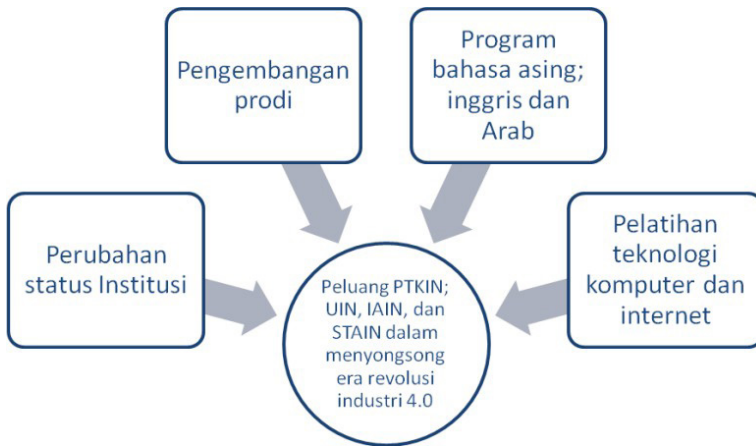 Pengembangan
prodi
Program
bahasa asing;
inggris dan
Arab
Perubahan
status Institusi
Pelatihan
teknologi
komputer dan
internet
Peluang PTKIN;
UIN, IAIN, dan
STAIN dalam
menyongsong
era revolusi
industri 4.0